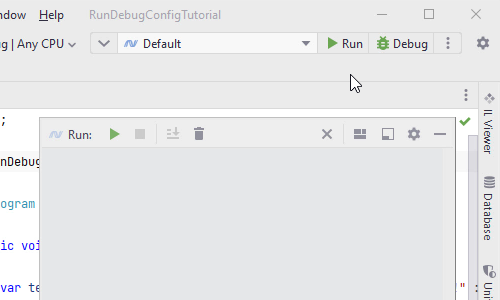 ndow Help RunDebugConfigTutorial
g | Any CPU Default Run Debug
;
Run:
nDebug
ogram
ic voi
var te " ;
IL Viewer
Database
Uni